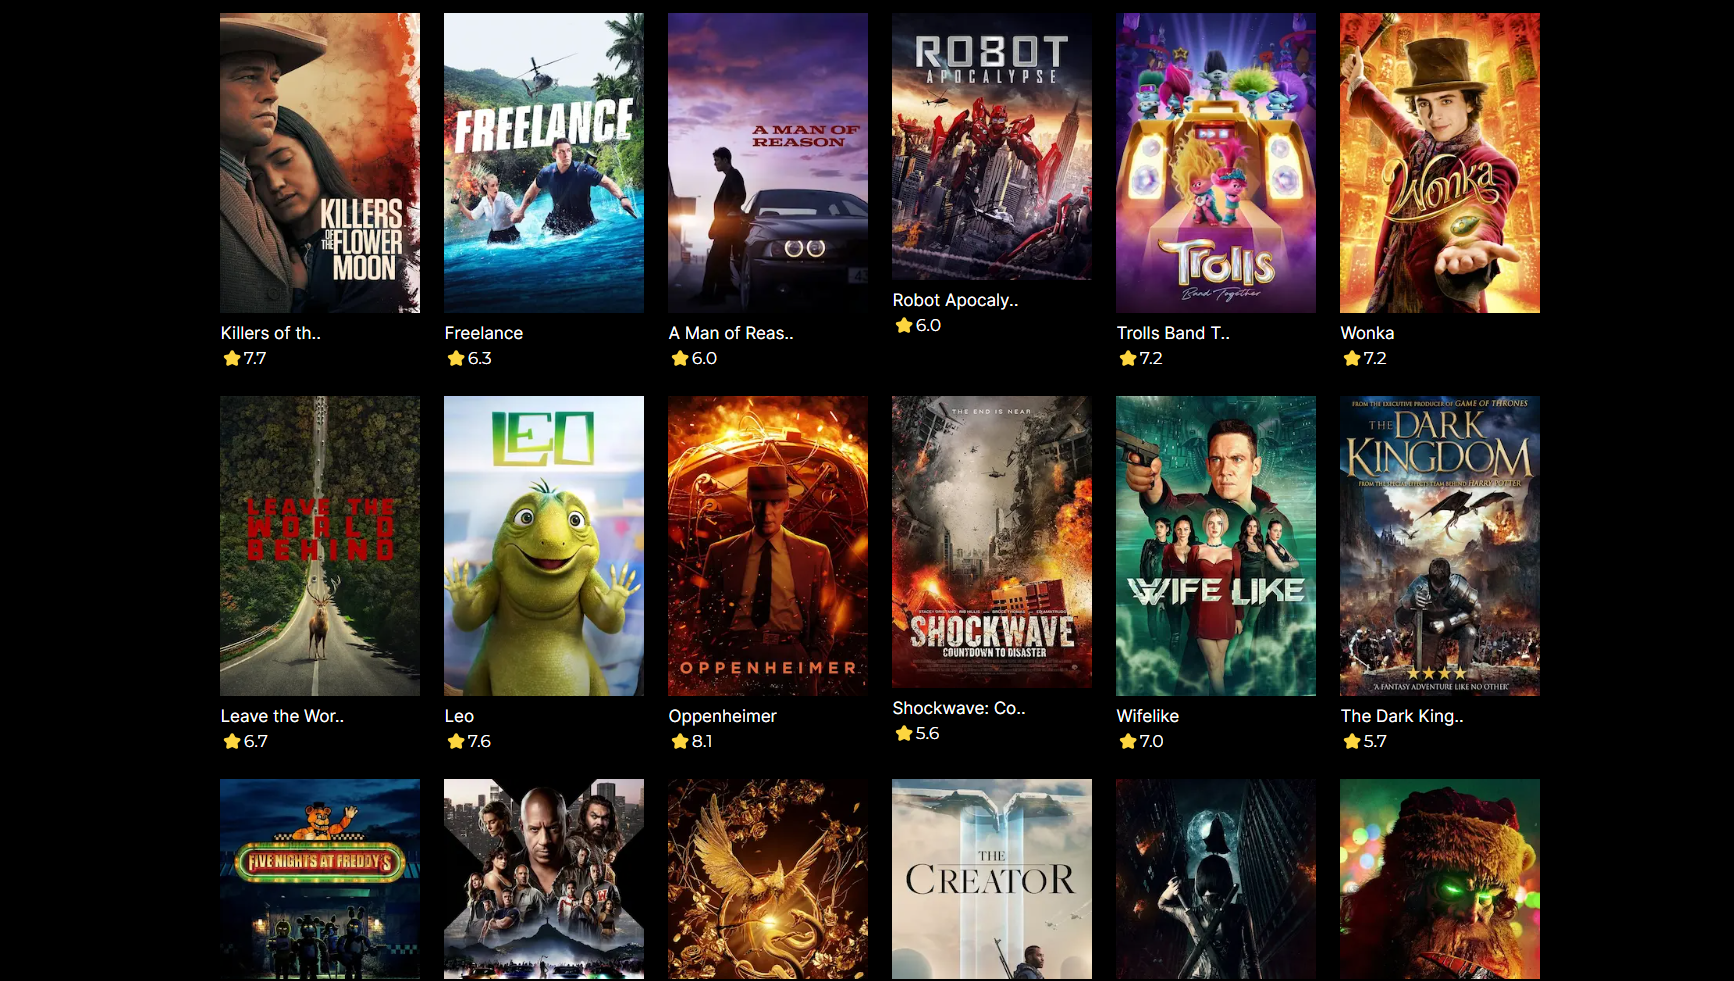 KILLERS
OF THE FLOWER
MOON
FREELANCE
A MAN OF
REASON
ROBOT
APOCALYPSE
Trolls
Band Together
Wonka
Killers of th..
7.7
Freelance
6.3
A Man of Reas..
6.0
Robot Apocaly..
6.0
Trolls Band T..
7.2
Wonka
7.2
LEAVE THE
WORLD
BEHIND
LEO
OPPENHEIMER
THE END IS NEAR
SHOCKWAVE
COUNTDOWN TO DISASTER
WIFE LIKE
FROM THE EXECUTIVE PRODUCER OF GAME OF THRONES
THE DARK
KINGDOM
FROM THE SPECIAL EFFECTS TEAM BEHIND HARRY POTTER
"A FANTASY ADVENTURE LIKE NO OTHER"
Leave the Wor..
6.7
Leo
7.6
Oppenheimer
8.1
Shockwave: Co..
5.6
Wifelike
7.0
The Dark King..
5.7
FIVE NIGHTS AT FREDDY'S
THE
CREATOR